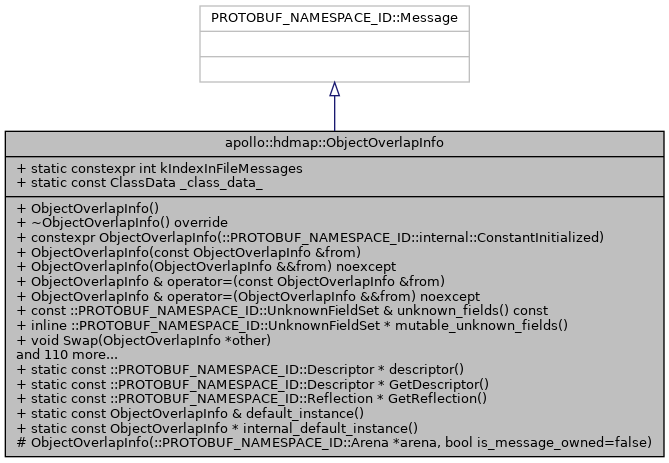 PROTOBUF_NAMESPACE_ID::Message
apollo::hdmap::ObjectOverlapInfo
+ static constexpr int kIndexInFileMessages
+ static const ClassData _class_data_
+ ObjectOverlapInfo()
+ ~ObjectOverlapInfo() override
+ constexpr ObjectOverlapInfo(::PROTOBUF_NAMESPACE_ID::internal::ConstantInitialized)
+ ObjectOverlapInfo(const ObjectOverlapInfo &from)
+ ObjectOverlapInfo(ObjectOverlapInfo &&from) noexcept
+ ObjectOverlapInfo & operator=(const ObjectOverlapInfo &from)
+ ObjectOverlapInfo & operator=(ObjectOverlapInfo &&from) noexcept
+ const ::PROTOBUF_NAMESPACE_ID::UnknownFieldSet & unknown_fields() const
+ inline ::PROTOBUF_NAMESPACE_ID::UnknownFieldSet * mutable_unknown_fields()
+ void Swap(ObjectOverlapInfo *other)
and 110 more...
+ static const ::PROTOBUF_NAMESPACE_ID::Descriptor * descriptor()
+ static const ::PROTOBUF_NAMESPACE_ID::Descriptor * GetDescriptor()
+ static const ::PROTOBUF_NAMESPACE_ID::Reflection * GetReflection()
+ static const ObjectOverlapInfo & default_instance()
+ static const ObjectOverlapInfo * internal_default_instance()
# ObjectOverlapInfo(::PROTOBUF_NAMESPACE_ID::Arena *arena, bool is_message_owned=false)